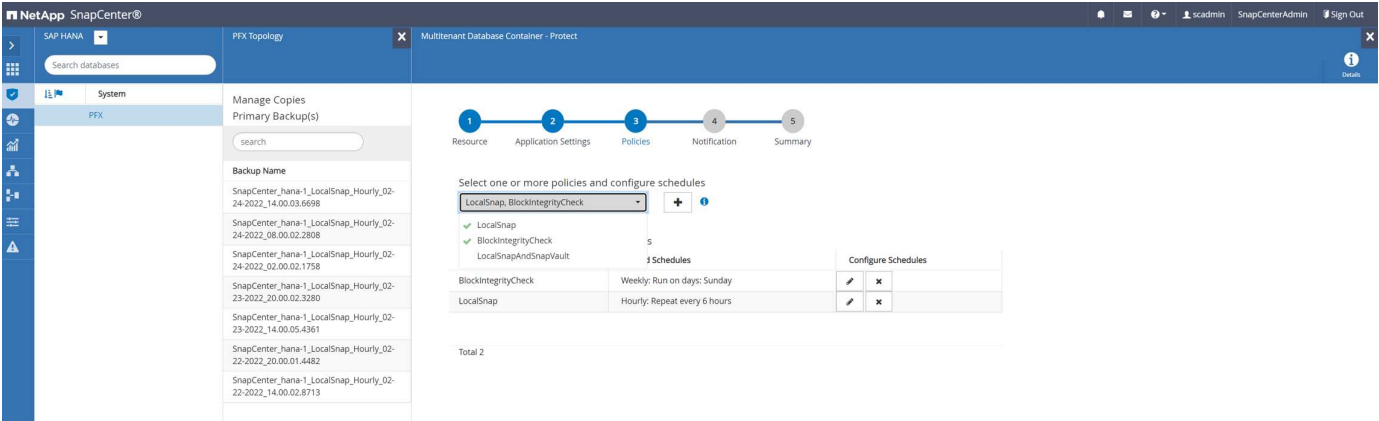 NetApp SnapCenter®
scadmin SnapCenterAdmin Sign Out
SAP HANA
PFX Topology
Multitenant Database Container - Protect
Search databases
Details
System
PFX
Manage Copies
Primary Backup(s)
search
Backup Name
SnapCenter_hana-1_LocalSnap_Hourly_02-
24-2022_14.00.03.6698
SnapCenter_hana-1_LocalSnap_Hourly_02-
24-2022_08.00.02.2808
SnapCenter_hana-1_LocalSnap_Hourly_02-
24-2022_02.00.02.1758
SnapCenter_hana-1_LocalSnap_Hourly_02-
23-2022_20.00.02.3280
SnapCenter_hana-1_LocalSnap_Hourly_02-
23-2022_14.00.05.4361
SnapCenter_hana-1_LocalSnap_Hourly_02-
22-2022_20.00.01.4482
SnapCenter_hana-1_LocalSnap_Hourly_02-
22-2022_14.00.02.8713
1 2 3 4 5
Resource Application Settings Policies Notification Summary
Select one or more policies and configure schedules
LocalSnap, BlockIntegrityCheck
LocalSnap
BlockIntegrityCheck
LocalSnapAndSnapVault
s
Schedules Configure Schedules
BlockIntegrityCheck Weekly: Run on days: Sunday
LocalSnap Hourly: Repeat every 6 hours
Total 2